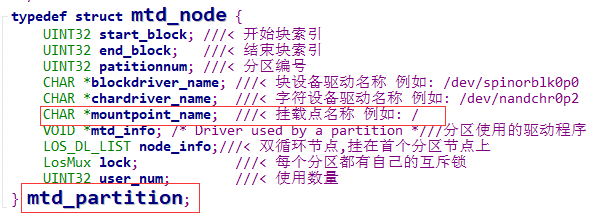 typedef struct mtd_node {
UINT32 start_block; ///< 开始块索引
UINT32 end_block; ///< 结束块索引
UINT32 patitionnum; ///< 分区编号
CHAR *blockdriver_name; ///< 块设备驱动名称 例如: /dev/spinorblk0p0
CHAR *chardriver_name; ///< 字符设备驱动名称 例如: /dev/nandchr0p2
CHAR *mountpoint_name; ///< 挂载点名称 例如: /
VOID *mtd_info; /* Driver used by a partition *///分区使用的驱动程序
LOS_DL_LIST node_info;///< 双循环节点,挂在首个分区节点上
LosMux lock; ///< 每个分区都有自己的互斥锁
UINT32 user_num; ///< 使用数量
} mtd_partition;